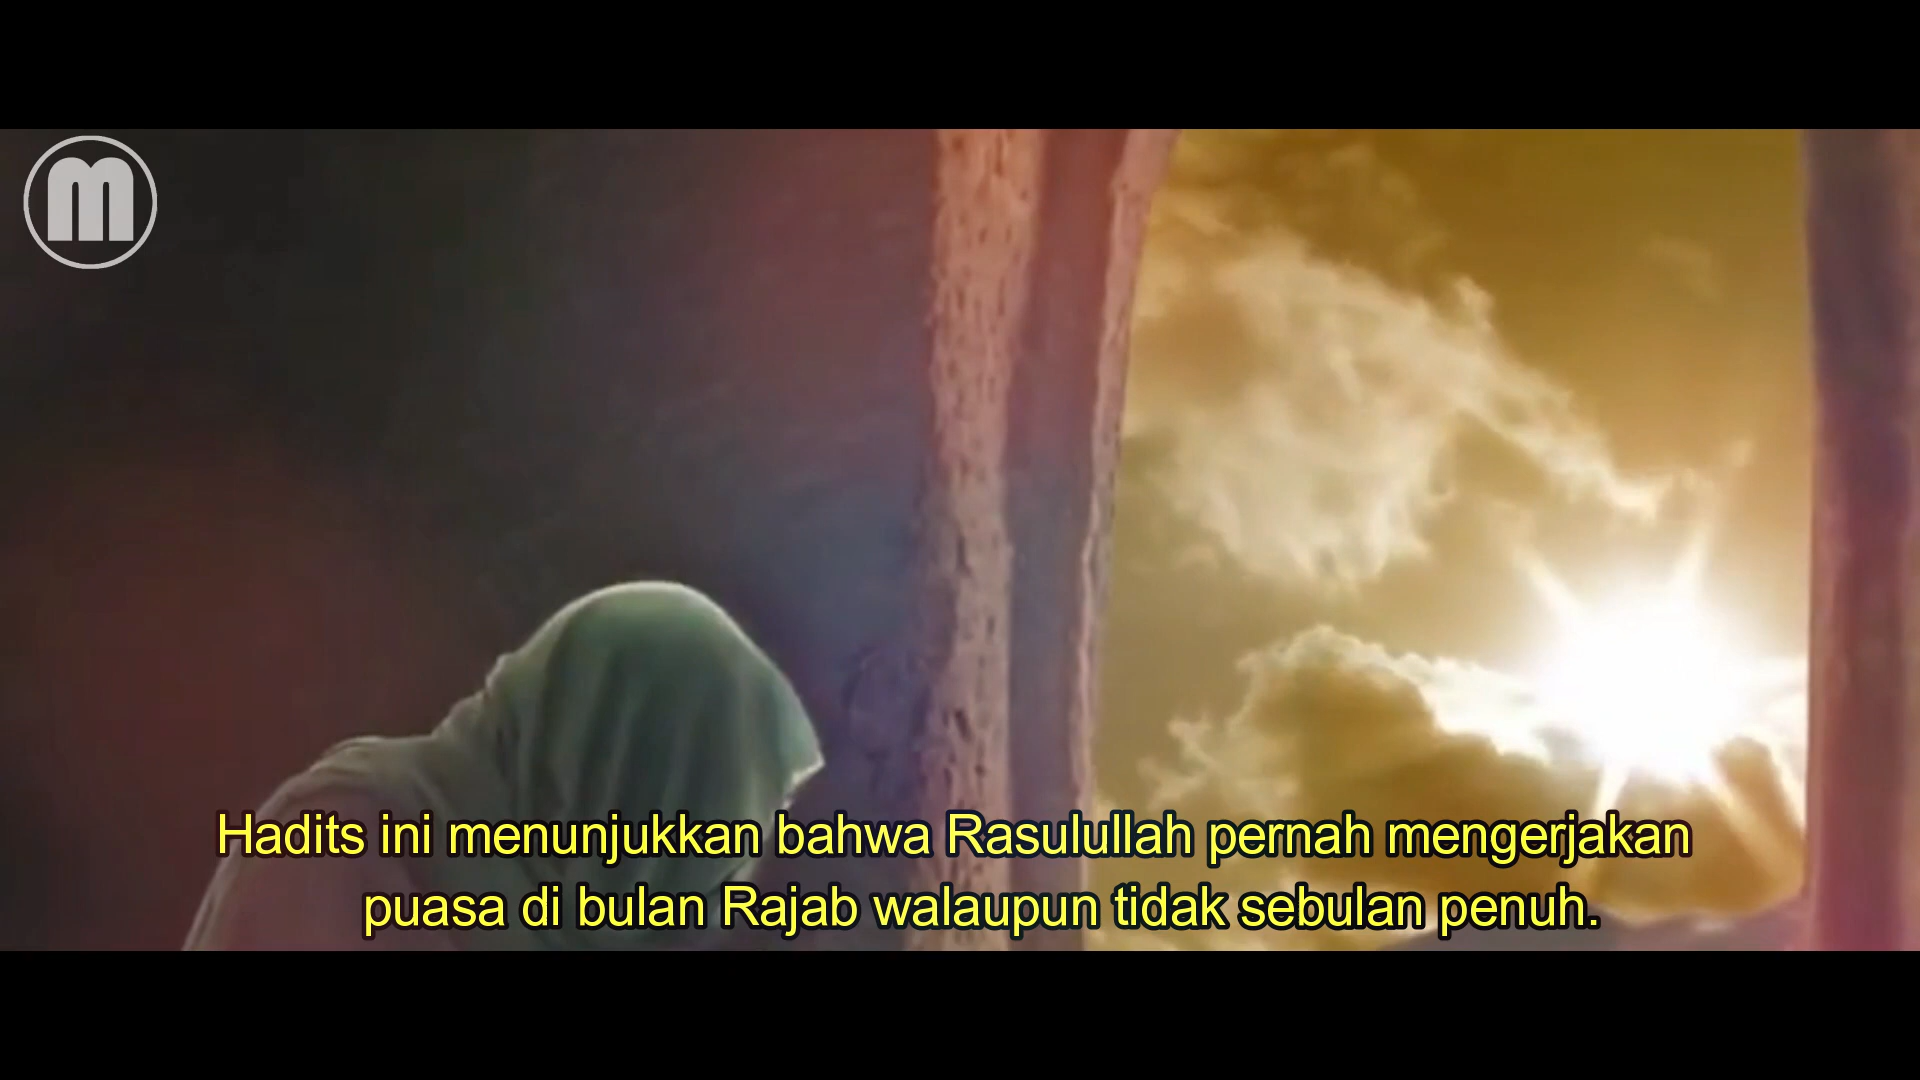 m
Hadits ini menunjukkan bahwa Rasulullah pernah mengerjakan
puasa di bulan Rajab walaupun tidak sebulan penuh.